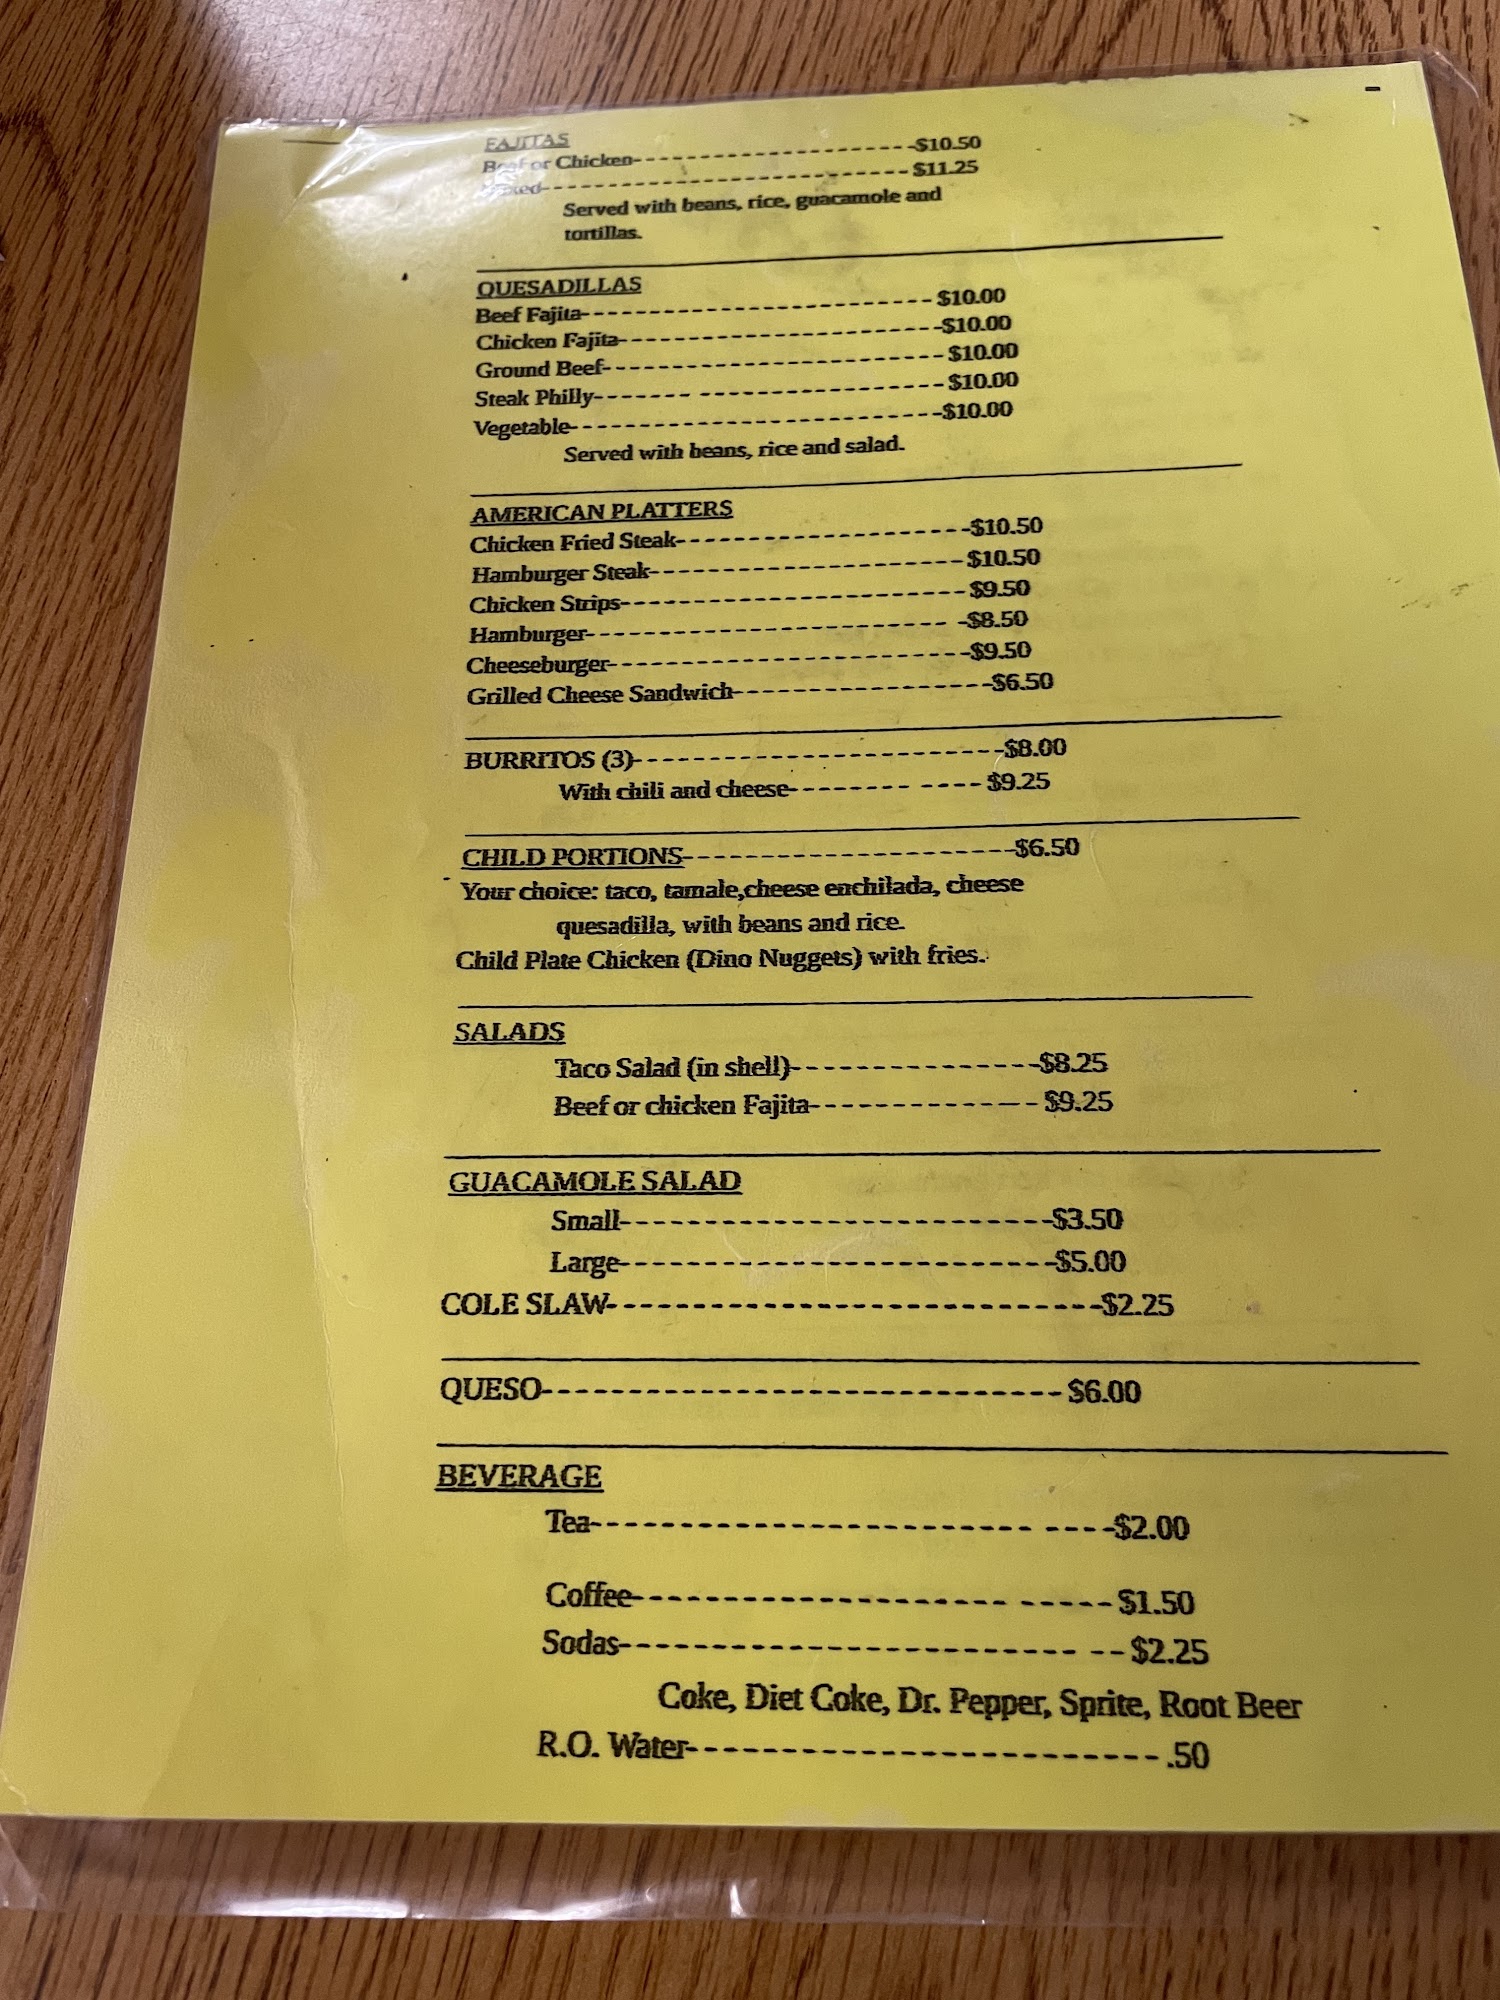 FAJITAS
Beef or Chicken---------------------$10.50
--------------------------$11.25
Served with beans, rice, guacamole and
tortillas.
QUESADILLAS
Beef Fajita-------------------------$10.00
Chicken Fajita-----------------------$10.00
Ground Beef------------------------$10.00
Steak Philly------- -----------------$10.00
Vegetable--------------------------$10.00
Served with beans, rice and salad.
AMERICAN PLATTERS
Chicken Fried Steak--------------------$10.50
Hamburger Steak----------------------$10.50
Chicken Strips------------------------$9.50
Hamburger------------------------- -$8.50
Cheeseburger-------------------------$9.50
Grilled Cheese Sandwich------------------$6.50
BURRITOS (3)--------------------------$8.00
With chili and cheese-------- ----$9.25
CHILD PORTIONS-----------------------$6.50
Your choice: taco, tamale,cheese enchilada, cheese
quesadilla, with beans and rice.
Child Plate Chicken (Dino Nuggets) with fries.
SALADS
Taco Salad (in shell)----------------$8.25
Beef or chicken Fajita--------------$9.25
GUACAMOLE SALAD
Small--------------------------$3.50
Large--------------------------$5.00
COLE SLAW-----------------------------$2.25
QUESO-------------------------------$6.00
BEVERAGE
Tea-------------------------- ----$2.00
Coffee---------------------- -----$1.50
Sodas-------------------------- --$2.25
Coke, Diet Coke, Dr. Pepper, Sprite, Root Beer
R.O. Water--------------------------.50